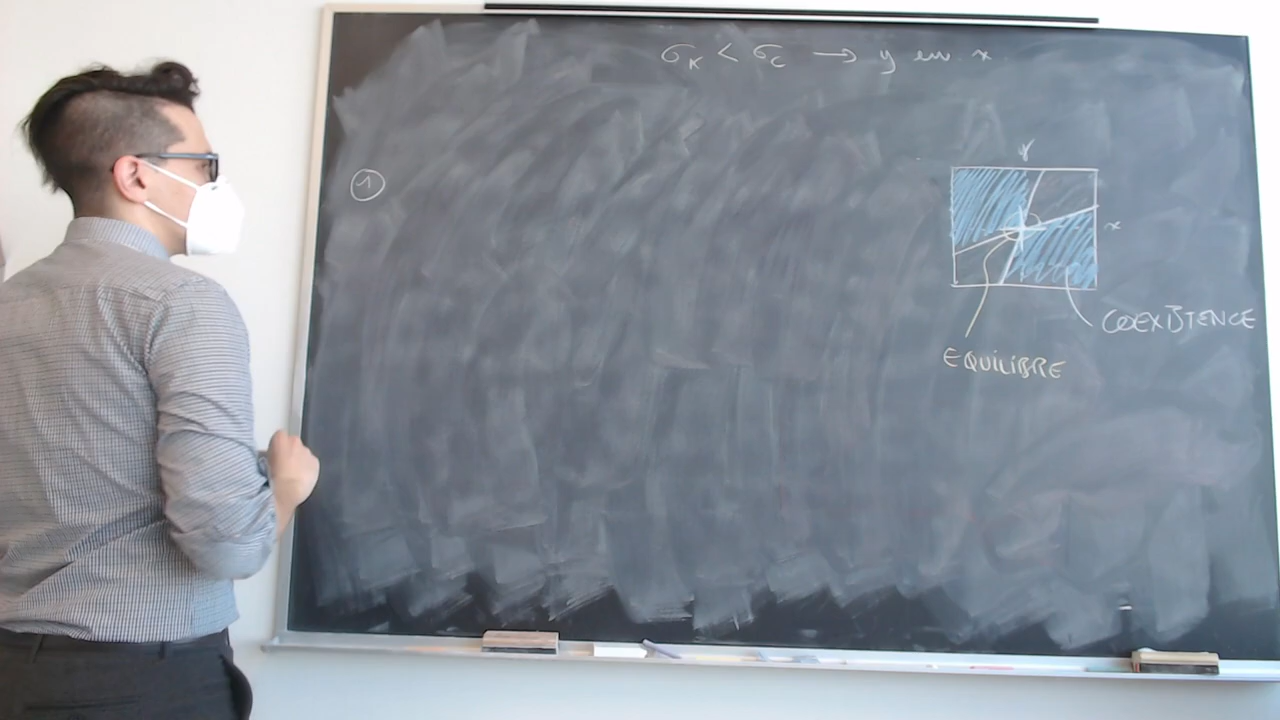 σ_K < σ_C → y en x
①
y
x
COEXISTENCE
EQUILIBRE